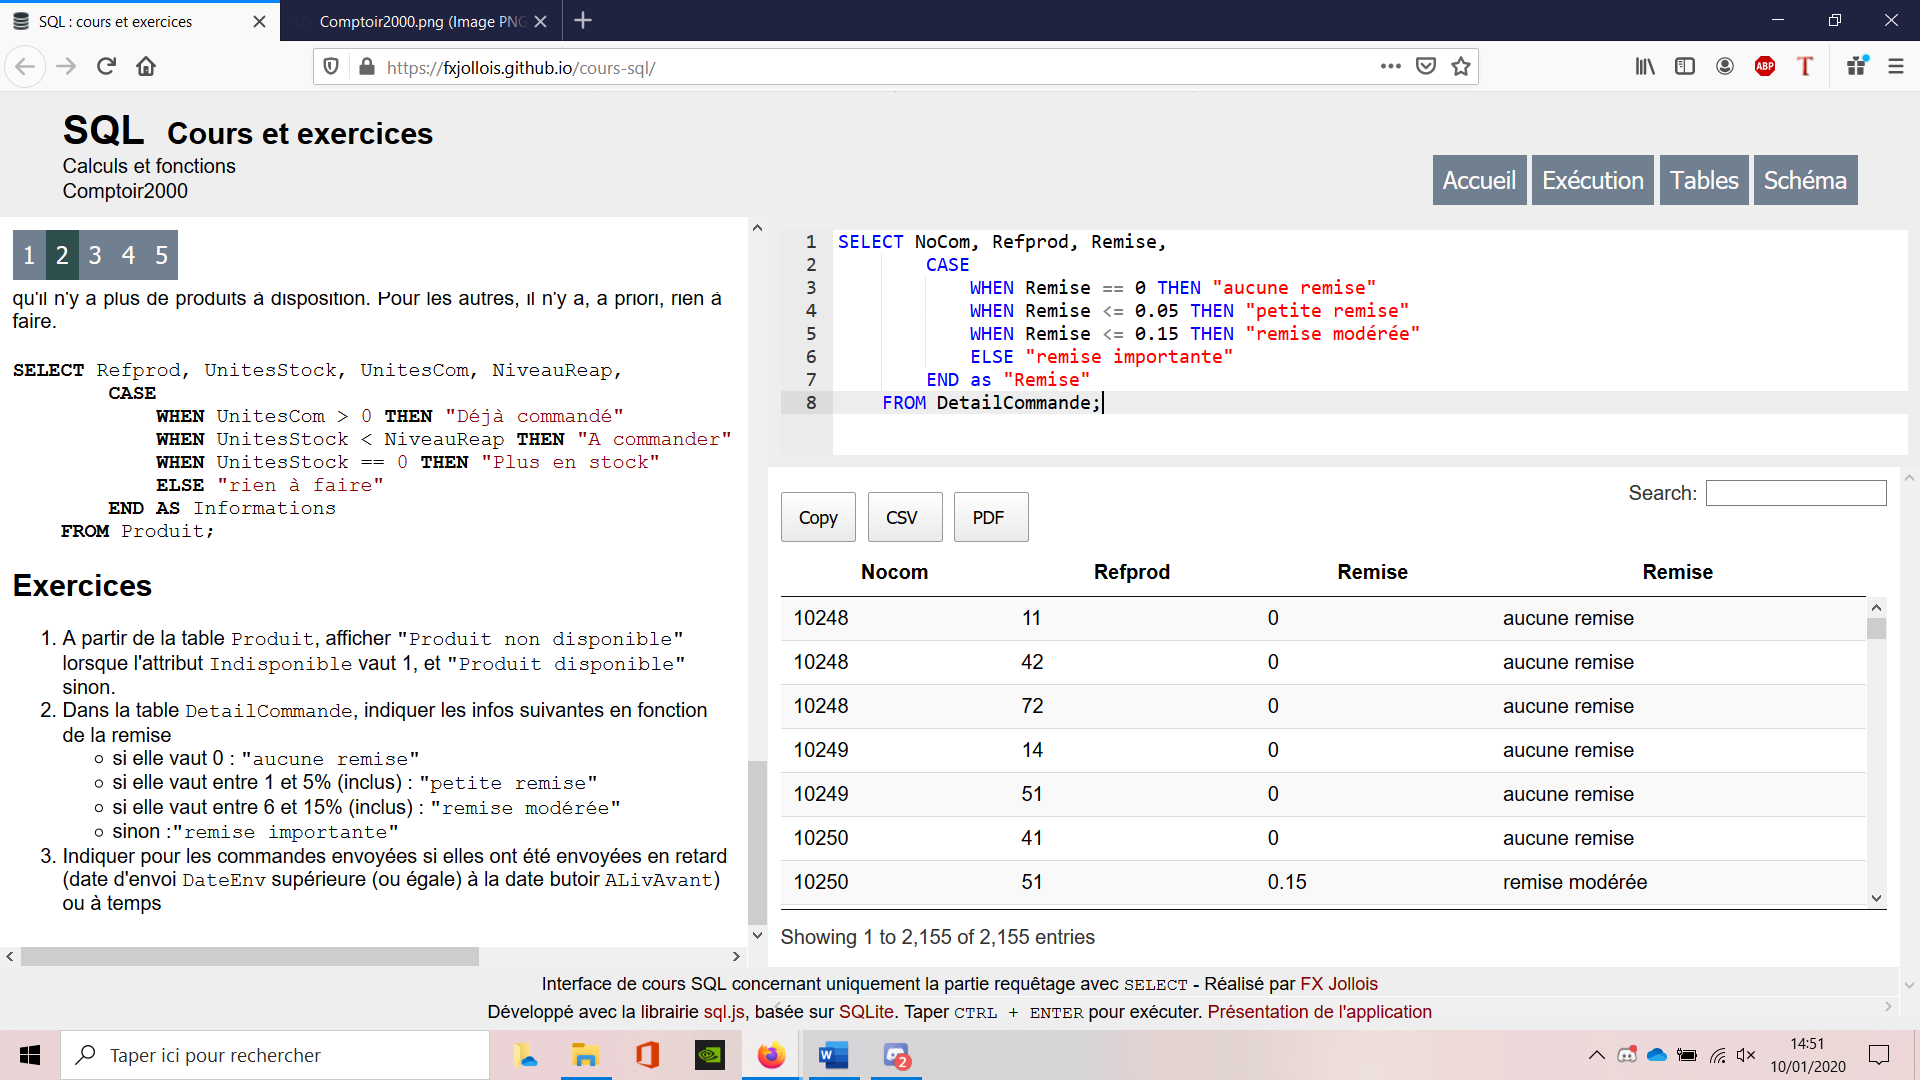 SQL : cours et exercices
Comptoir2000.png (Image PNG
https://fxjollois.github.io/cours-sql/
ABP
T
SQL Cours et exercices
Calculs et fonctions
Comptoir2000
Accueil Exécution Tables Schéma
1 2 3 4 5
qu'il n'y a plus de produits à disposition. Pour les autres, il n'y a, a priori, rien à
faire.
SELECT Refprod, UnitesStock, UnitesCom, NiveauReap,
CASE
WHEN UnitesCom > 0 THEN "Déjà commandé"
WHEN UnitesStock < NiveauReap THEN "A commander"
WHEN UnitesStock == 0 THEN "Plus en stock"
ELSE "rien à faire"
END AS Informations
FROM Produit;
Exercices
1. A partir de la table Produit, afficher "Produit non disponible"
lorsque l'attribut Indisponible vaut 1, et "Produit disponible"
sinon.
2. Dans la table DetailCommande, indiquer les infos suivantes en fonction
de la remise
si elle vaut 0 : "aucune remise"
si elle vaut entre 1 et 5% (inclus) : "petite remise"
si elle vaut entre 6 et 15% (inclus) : "remise modérée"
sinon :"remise importante"
3. Indiquer pour les commandes envoyées si elles ont été envoyées en retard
(date d'envoi DateEnv supérieure (ou égale) à la date butoir ALivAvant)
ou à temps
1 SELECT NoCom, Refprod, Remise,
2 CASE
3 WHEN Remise == 0 THEN "aucune remise"
4 WHEN Remise <= 0.05 THEN "petite remise"
5 WHEN Remise <= 0.15 THEN "remise modérée"
6 ELSE "remise importante"
7 END as "Remise"
8 FROM DetailCommande;
Copy CSV PDF
Search:
Nocom Refprod Remise Remise
10248 11 0 aucune remise
10248 42 0 aucune remise
10248 72 0 aucune remise
10249 14 0 aucune remise
10249 51 0 aucune remise
10250 41 0 aucune remise
10250 51 0.15 remise modérée
Showing 1 to 2,155 of 2,155 entries
Interface de cours SQL concernant uniquement la partie requêtage avec SELECT - Réalisé par FX Jollois
Développé avec la librairie sql.js, basée sur SQLite. Taper CTRL + ENTER pour exécuter. Présentation de l'application
Taper ici pour rechercher
W
2
14:51
10/01/2020